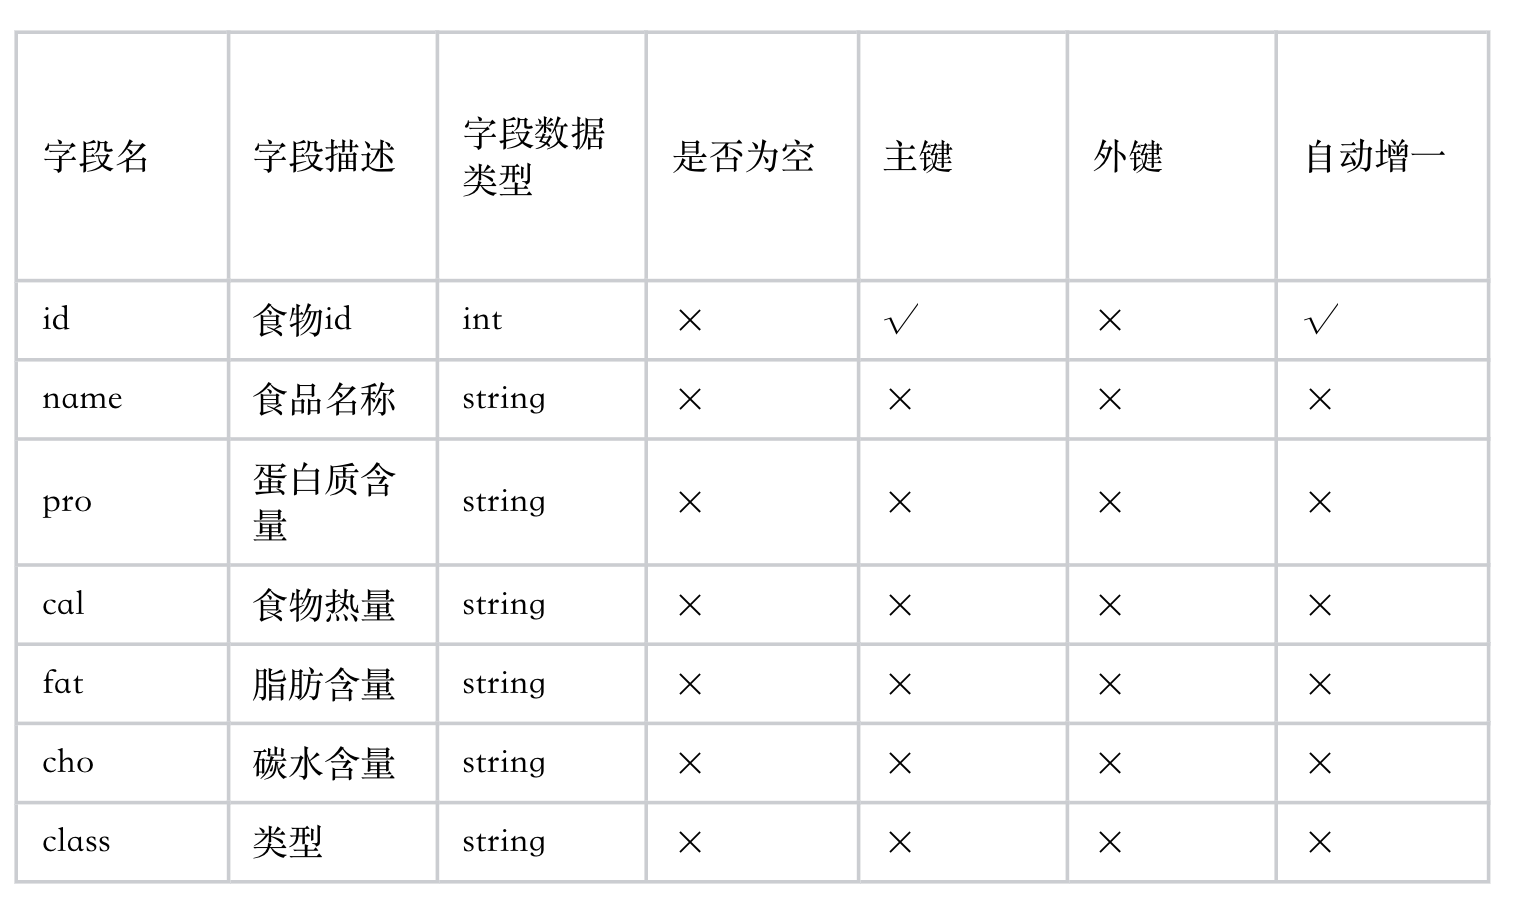 字段名 字段描述 字段数据类型 是否为空 主键 外键 自动增一
id 食物id int × √ × √
name 食品名称 string × × × ×
pro 蛋白质含量 string × × × ×
cal 食物热量 string × × × ×
fat 脂肪含量 string × × × ×
cho 碳水含量 string × × × ×
class 类型 string × × × ×